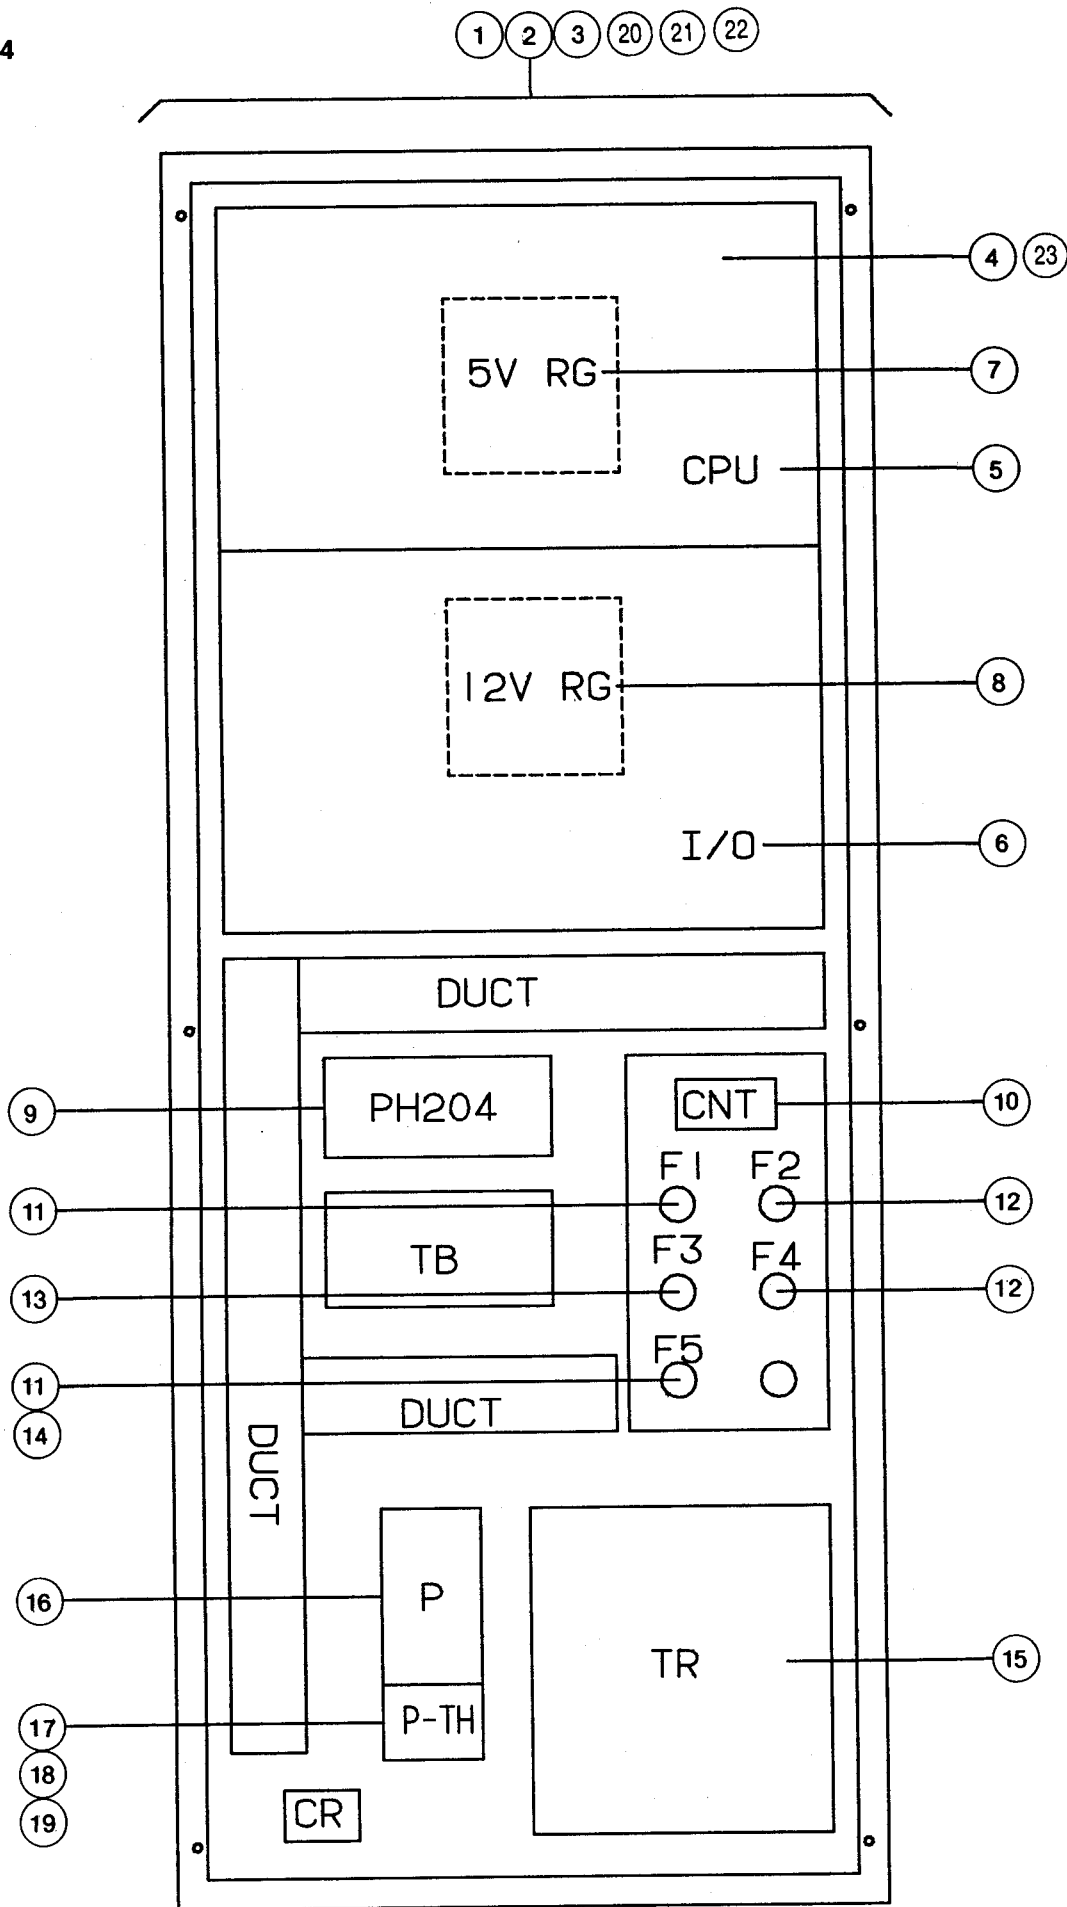 4
1 2 3 20 21 22
4 23
5V RG
7
CPU
5
12V RG
8
I/O
6
DUCT
9
PH204
CNT
10
F1 F2
11
12
TB
F3 F4
13
12
F5
11
DUCT
14
DUCT
16
P
TR
15
17
P-TH
18
19
CR